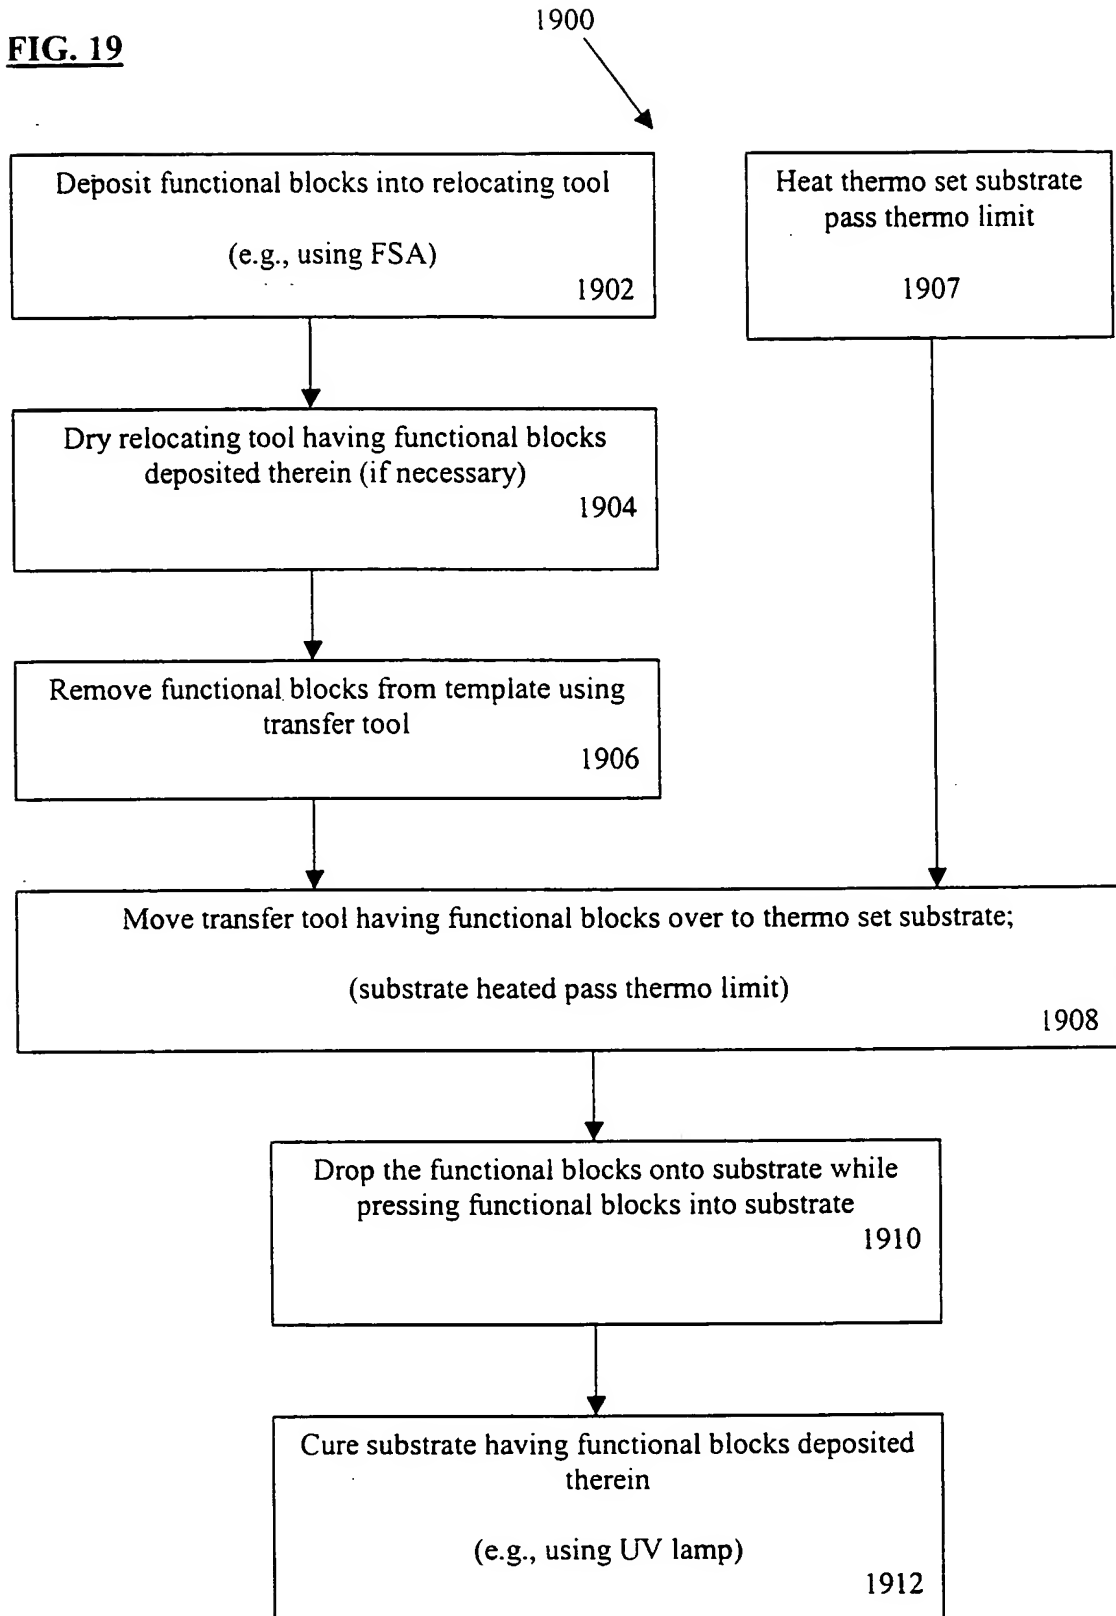 FIG. 19
1900
Deposit functional blocks into relocating tool
(e.g., using FSA)
1902
Heat thermo set substrate
pass thermo limit
1907
Dry relocating tool having functional blocks
deposited therein (if necessary)
1904
Remove functional blocks from template using
transfer tool
1906
Move transfer tool having functional blocks over to thermo set substrate;
(substrate heated pass thermo limit)
1908
Drop the functional blocks onto substrate while
pressing functional blocks into substrate
1910
Cure substrate having functional blocks deposited
therein
(e.g., using UV lamp)
1912